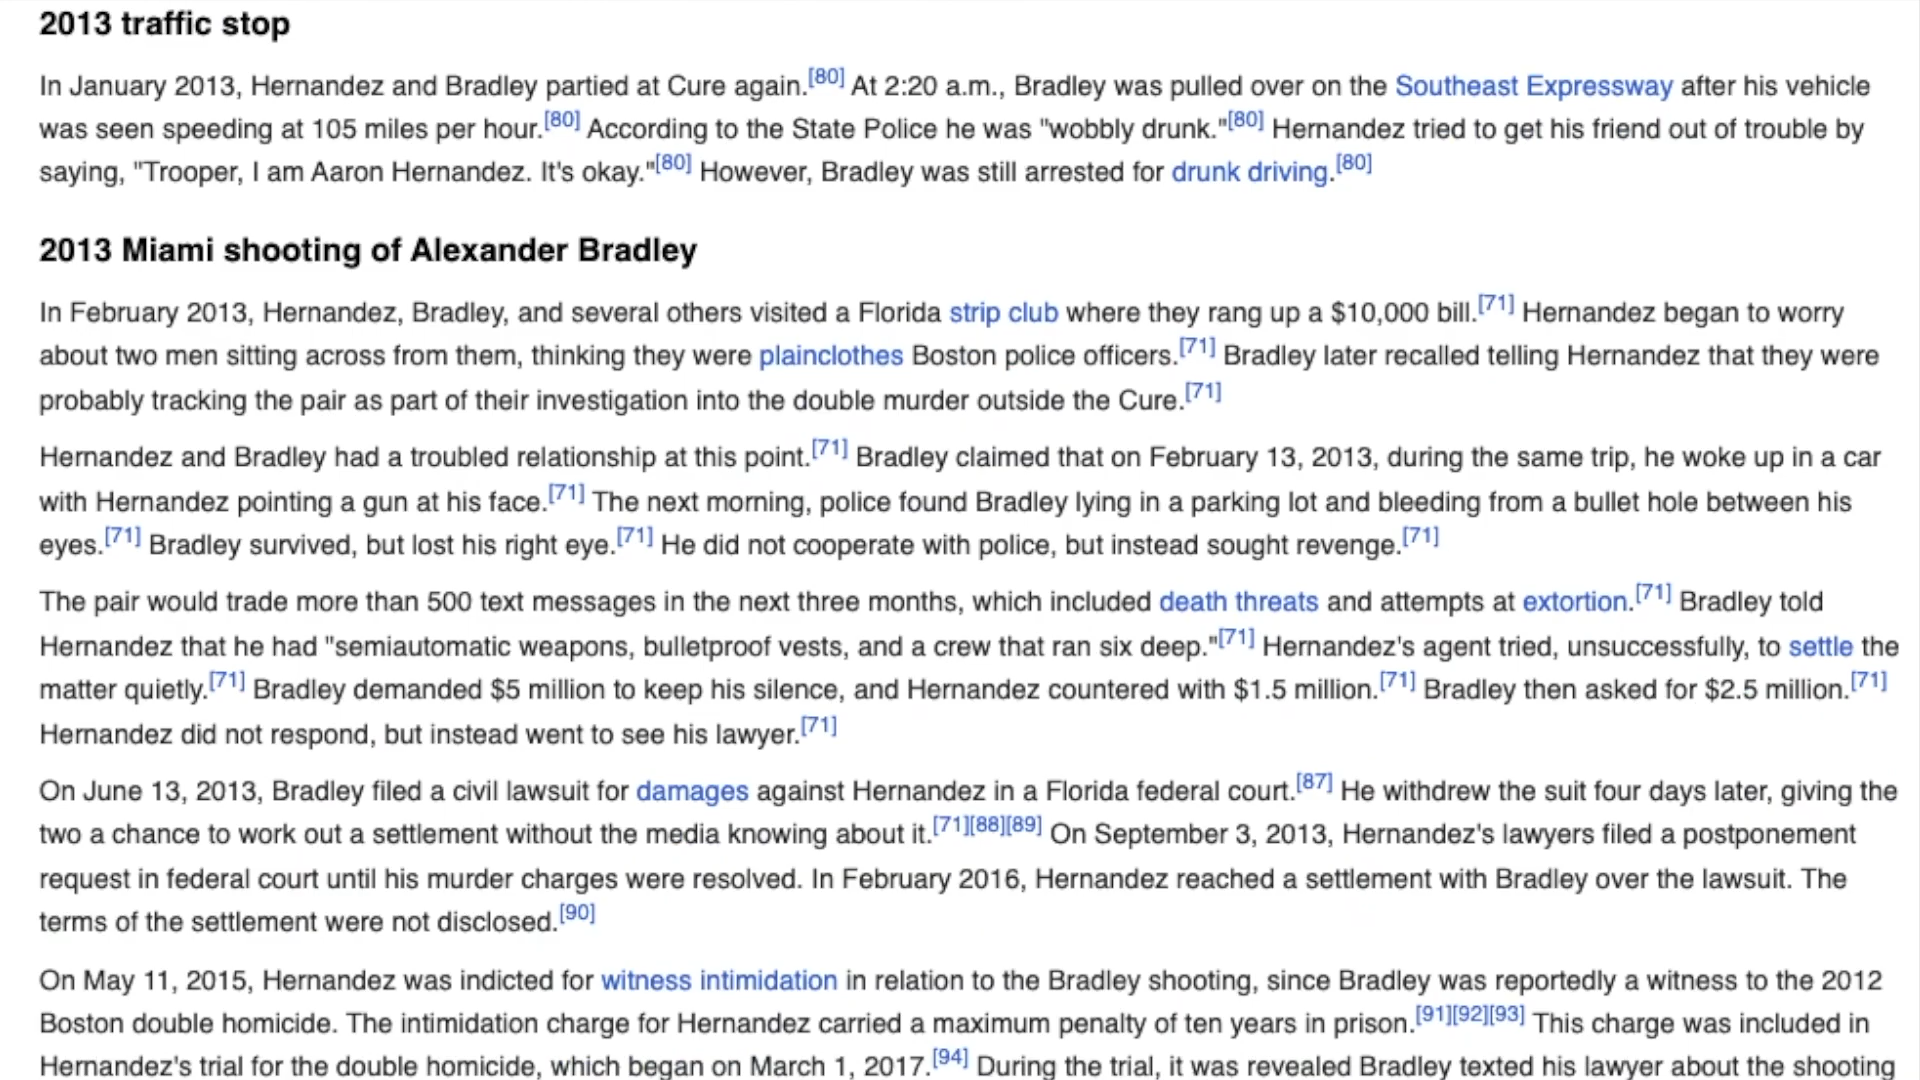 2013 traffic stop
In January 2013, Hernandez and Bradley partied at Cure again.[80] At 2:20 a.m., Bradley was pulled over on the Southeast Expressway after his vehicle
was seen speeding at 105 miles per hour.[80] According to the State Police he was "wobbly drunk."[80] Hernandez tried to get his friend out of trouble by
saying, "Trooper, I am Aaron Hernandez. It's okay."[80] However, Bradley was still arrested for drunk driving.[80]
2013 Miami shooting of Alexander Bradley
In February 2013, Hernandez, Bradley, and several others visited a Florida strip club where they rang up a $10,000 bill.[71] Hernandez began to worry
about two men sitting across from them, thinking they were plainclothes Boston police officers.[71] Bradley later recalled telling Hernandez that they were
probably tracking the pair as part of their investigation into the double murder outside the Cure.[71]
Hernandez and Bradley had a troubled relationship at this point.[71] Bradley claimed that on February 13, 2013, during the same trip, he woke up in a car
with Hernandez pointing a gun at his face.[71] The next morning, police found Bradley lying in a parking lot and bleeding from a bullet hole between his
eyes.[71] Bradley survived, but lost his right eye.[71] He did not cooperate with police, but instead sought revenge.[71]
The pair would trade more than 500 text messages in the next three months, which included death threats and attempts at extortion.[71] Bradley told
Hernandez that he had "semiautomatic weapons, bulletproof vests, and a crew that ran six deep."[71] Hernandez's agent tried, unsuccessfully, to settle the
matter quietly.[71] Bradley demanded $5 million to keep his silence, and Hernandez countered with $1.5 million.[71] Bradley then asked for $2.5 million.[71]
Hernandez did not respond, but instead went to see his lawyer.[71]
On June 13, 2013, Bradley filed a civil lawsuit for damages against Hernandez in a Florida federal court.[87] He withdrew the suit four days later, giving the
two a chance to work out a settlement without the media knowing about it.[71][88][89] On September 3, 2013, Hernandez's lawyers filed a postponement
request in federal court until his murder charges were resolved. In February 2016, Hernandez reached a settlement with Bradley over the lawsuit. The
terms of the settlement were not disclosed.[90]
On May 11, 2015, Hernandez was indicted for witness intimidation in relation to the Bradley shooting, since Bradley was reportedly a witness to the 2012
Boston double homicide. The intimidation charge for Hernandez carried a maximum penalty of ten years in prison.[91][92][93] This charge was included in
Hernandez's trial for the double homicide, which began on March 1, 2017.[94] During the trial, it was revealed Bradley texted his lawyer about the shooting